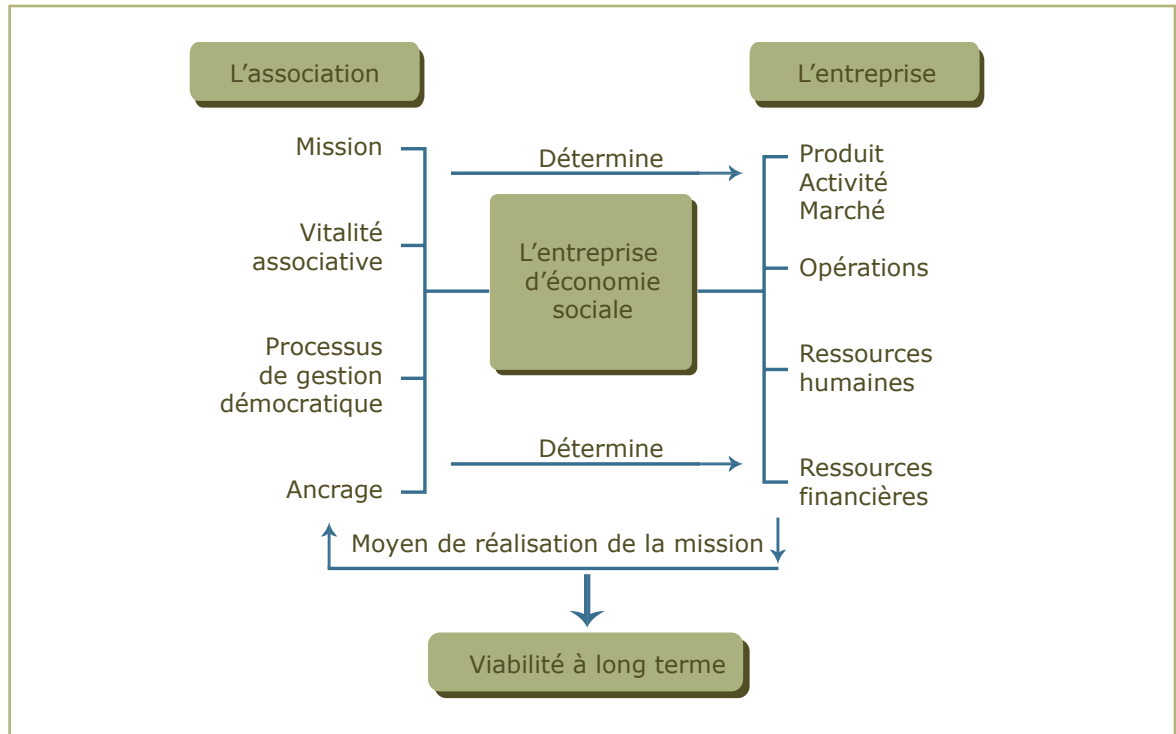 L’association
L’entreprise
Mission
Vitalité
associative
Processus
de gestion
démocratique
Ancrage
Détermine
L’entreprise
d’économie
sociale
Détermine
Produit
Activité
Marché
Opérations
Ressources
humaines
Ressources
financières
Moyen de réalisation de la mission
Viabilité à long terme